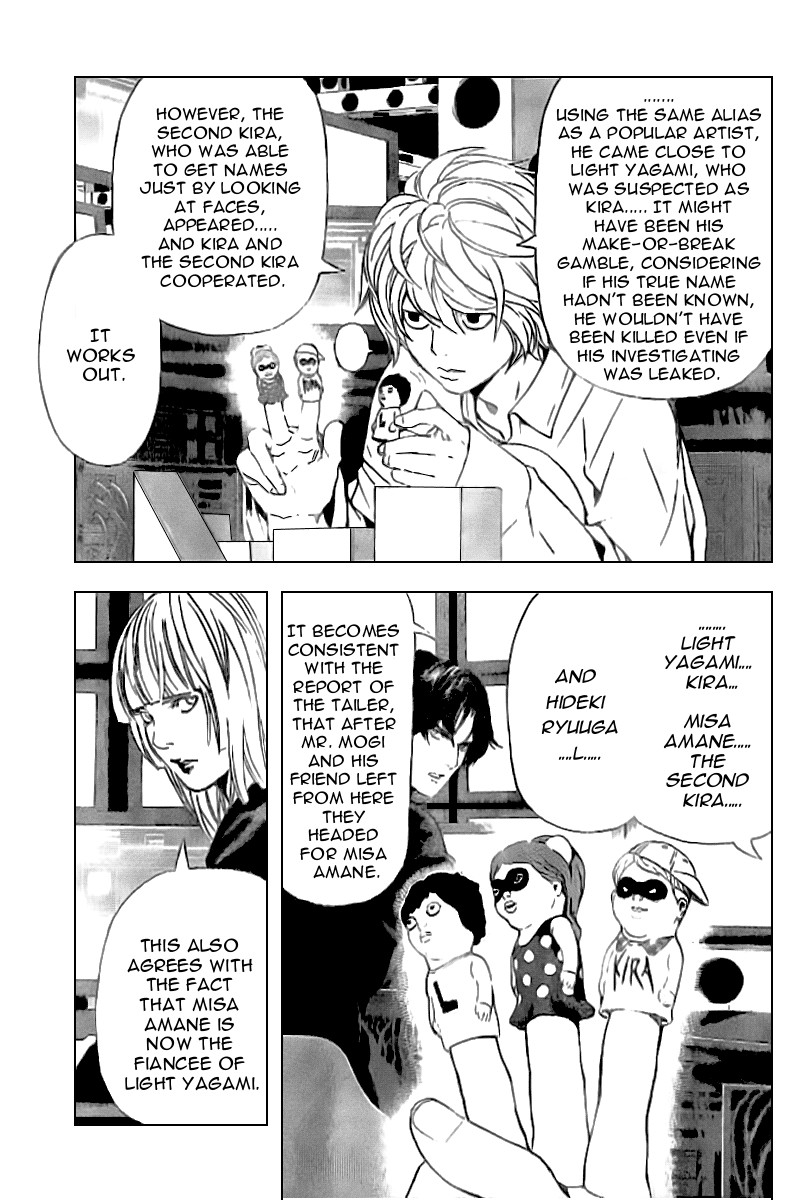 .......
USING THE SAME ALIAS
AS A POPULAR ARTIST,
HE CAME CLOSE TO
LIGHT YAGAMI, WHO
WAS SUSPECTED AS
KIRA..... IT MIGHT
HAVE BEEN HIS
MAKE-OR-BREAK
GAMBLE, CONSIDERING
IF HIS TRUE NAME
HADN'T BEEN KNOWN,
HE WOULDN'T HAVE
BEEN KILLED EVEN IF
HIS INVESTIGATING
WAS LEAKED.
HOWEVER, THE
SECOND KIRA,
WHO WAS ABLE
TO GET NAMES
JUST BY LOOKING
AT FACES,
APPEARED.....
AND KIRA AND
THE SECOND KIRA
COOPERATED.
IT
WORKS
OUT.
L
........
LIGHT
YAGAMI....
KIRA...
MISA
AMANE.....
THE
SECOND
KIRA.....
AND
HIDEKI
RYUUGA
....L.....
IT BECOMES
CONSISTENT
WITH THE
REPORT OF
THE TAILER,
THAT AFTER
MR. MOGI
AND HIS
FRIEND LEFT
FROM HERE
THEY
HEADED
FOR MISA
AMANE.
L
KIRA
THIS ALSO
AGREES WITH
THE FACT
THAT MISA
AMANE IS
NOW THE
FIANCEE OF
LIGHT YAGAMI.